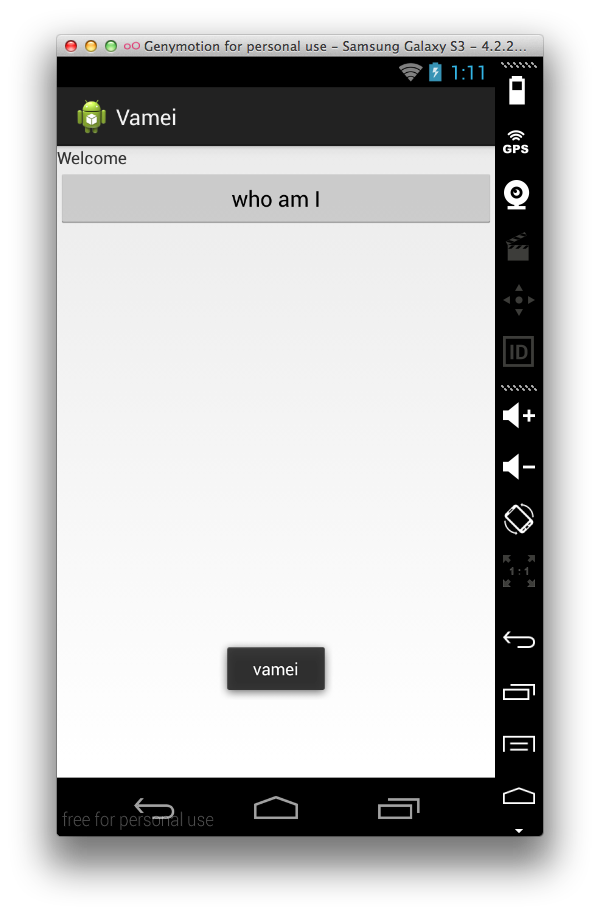 Genymotion for personal use – Samsung Galaxy S3 – 4.2.2...
1:11
Vamei
GPS
Welcome
who am I
ID
1:1
vamei
free for personal use